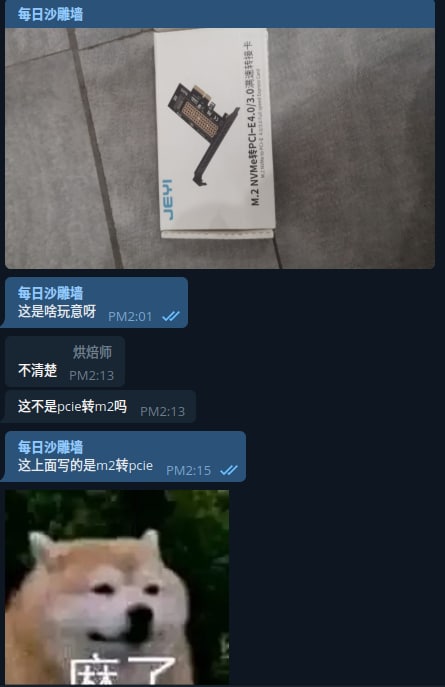 每日沙雕墙
JEYI
M.2 NVMe转PCI-E4.0/3.0高速转接卡
每日沙雕墙
这是啥玩意呀 PM2:01
烘焙师
不清楚 PM2:13
这不是pcie转m2吗 PM2:13
每日沙雕墙
这上面写的是m2转pcie PM2:15
麻了